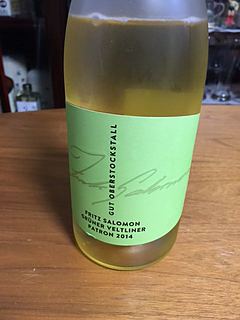 GUT OBERSTOCKSTALL
FRITZ SALOMON
GRÜNER VELTLINER
PATRON 2014